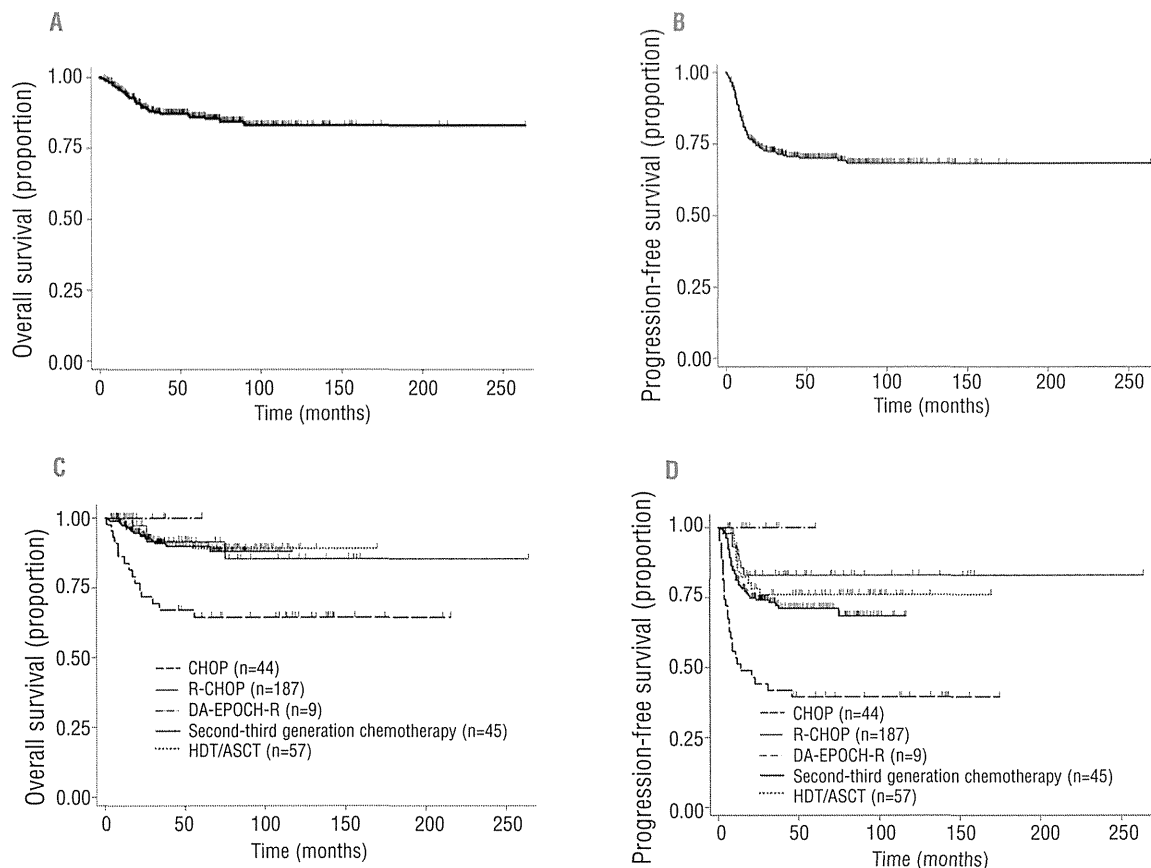 A
Overall survival (proportion)
1.00
0.75
0.50
0.25
0.00
0 50 100 150 200 250
Time (months)
B
Progression-free survival (proportion)
1.00
0.75
0.50
0.25
0.00
0 50 100 150 200 250
Time (months)
C
Overall survival (proportion)
1.00
0.75
0.50
0.25
0.00
CHOP (n=44)
R-CHOP (n=187)
DA-EPOCH-R (n=9)
Second-third generation chemotherapy (n=45)
HDT/ASCT (n=57)
0 50 100 150 200 250
Time (months)
D
Progression-free survival (proportion)
1.00
0.75
0.50
0.25
0.00
CHOP (n=44)
R-CHOP (n=187)
DA-EPOCH-R (n=9)
Second-third generation chemotherapy (n=45)
HDT/ASCT (n=57)
0 50 100 150 200 250
Time (months)